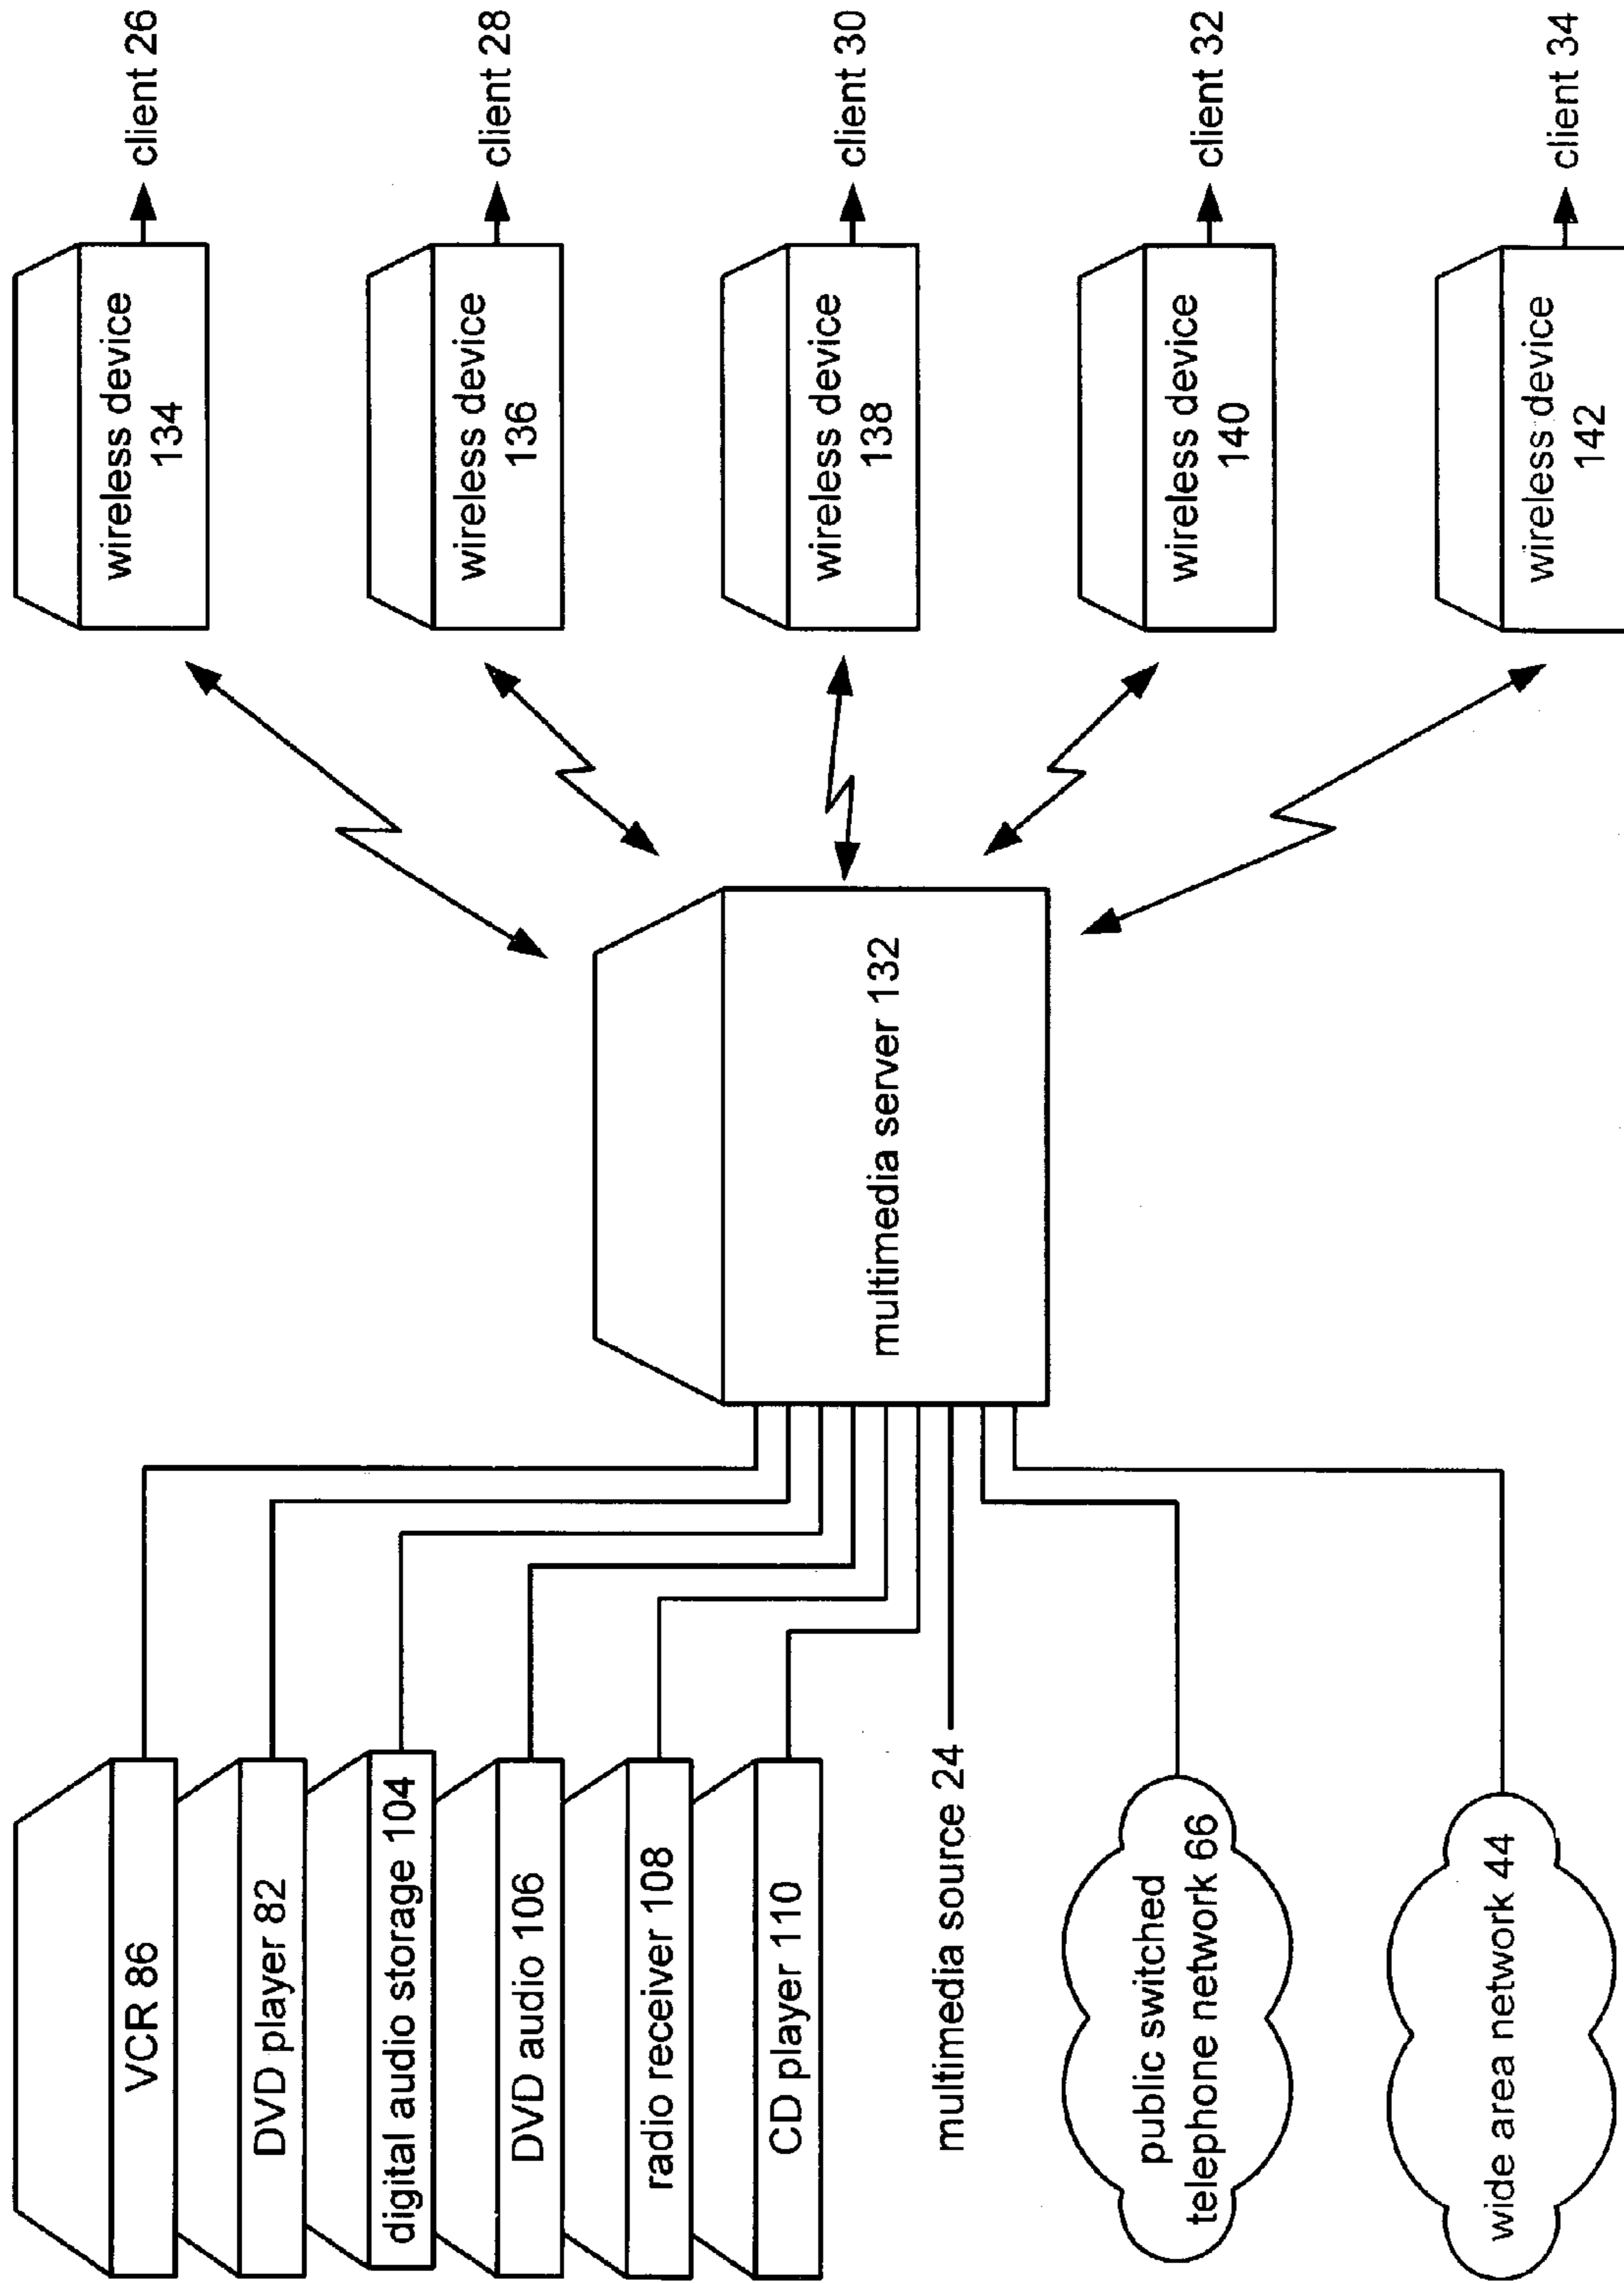 VCR 86
DVD player 82
digital audio storage 104
DVD audio 106
radio receiver 108
CD player 110
multimedia source 24
public switched
telephone network 66
wide area network 44
multimedia server 132
wireless device
134
client 26
wireless device
136
client 28
wireless device
138
client 30
wireless device
140
client 32
wireless device
142
client 34